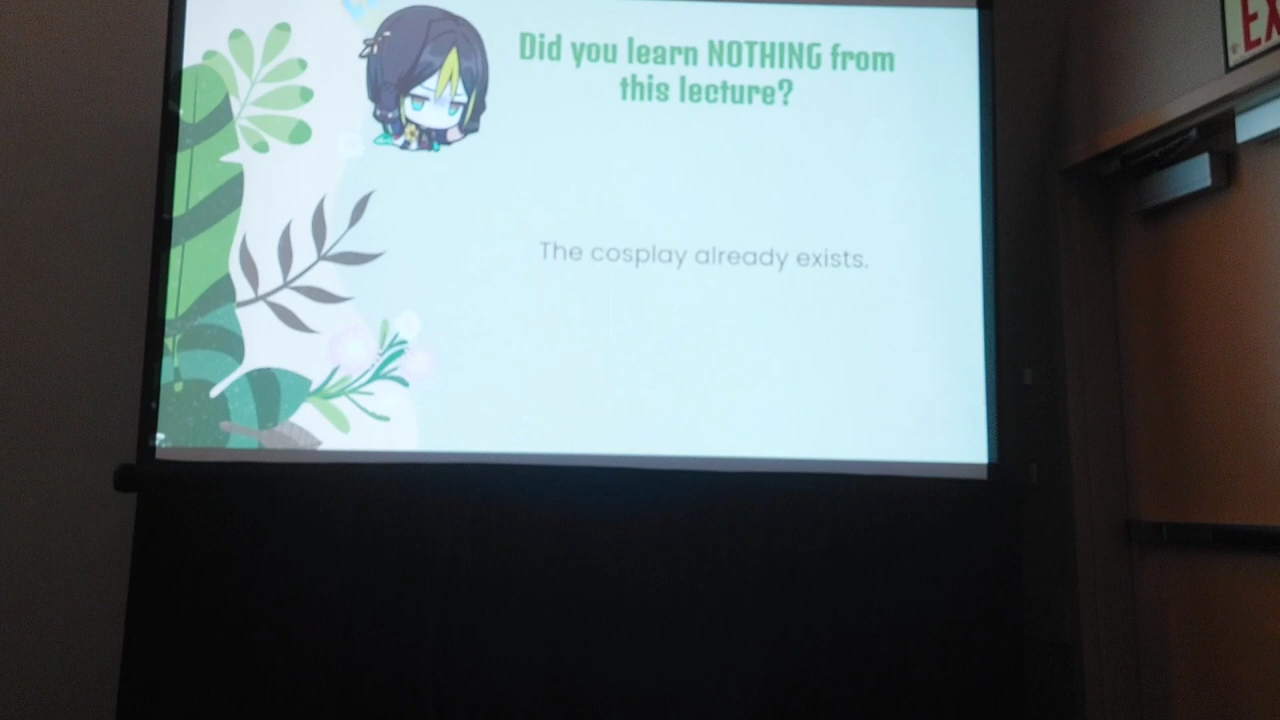 Did you learn NOTHING from
this lecture?
The cosplay already exists.